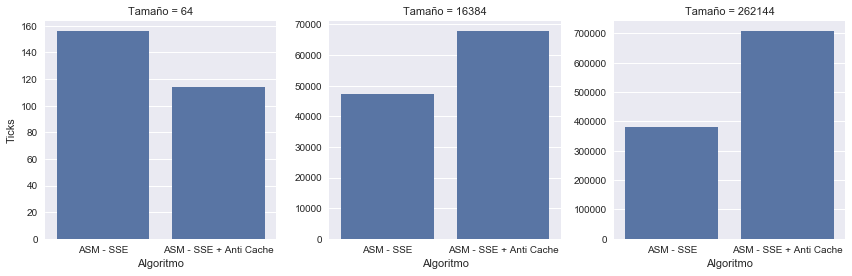 Tamaño = 64
160
140
120
100
80
60
40
20
0
Ticks
ASM - SSE
ASM - SSE + Anti Cache
Algoritmo
Tamaño = 16384
70000
60000
50000
40000
30000
20000
10000
0
ASM - SSE
ASM - SSE + Anti Cache
Algoritmo
Tamaño = 262144
700000
600000
500000
400000
300000
200000
100000
0
ASM - SSE
ASM - SSE + Anti Cache
Algoritmo